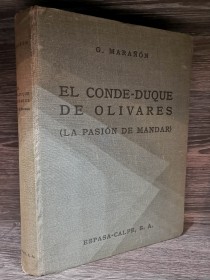 G. MARAÑÓN
EL CONDE-DUQUE
DE OLIVARES
(LA PASIÓN DE MANDAR)
ESPASA-CALPE, S. A.